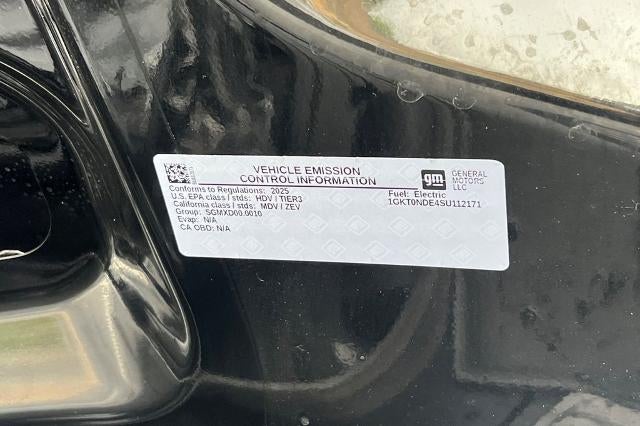 VEHICLE EMISSION
CONTROL INFORMATION
gm
GENERAL
MOTORS
LLC
Conforms to Regulations: 2025
U.S. EPA class / stds: HDV / TIER3
California class / stds: MDV / ZEV
Group: SGMXD00.0010
Evap: N/A
CA OBD: N/A
Fuel: Electric
1GKT0NDE4SU112171